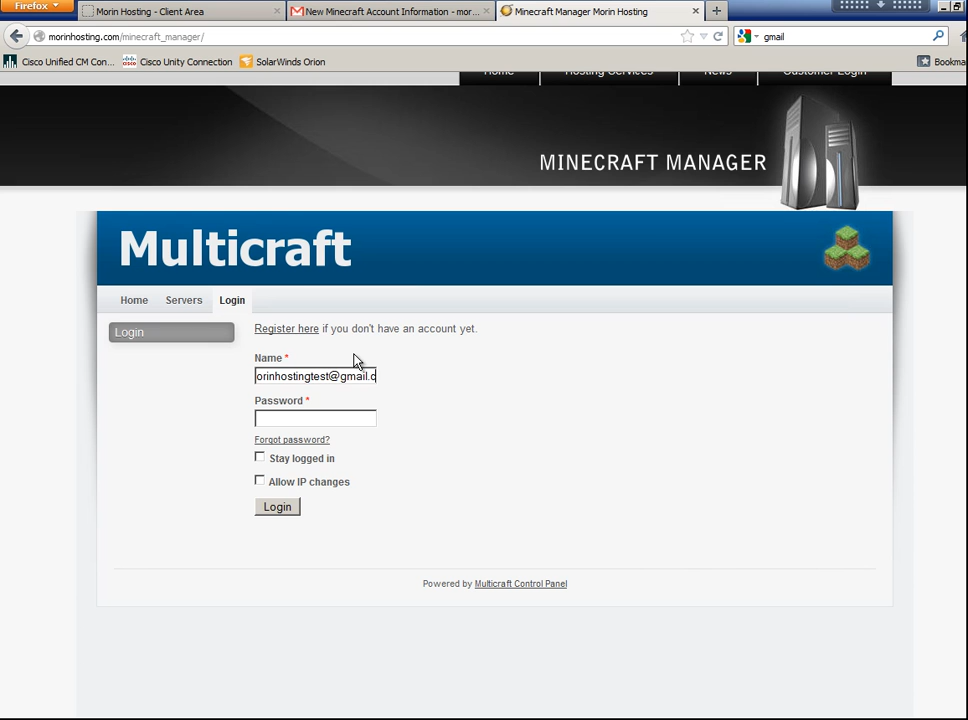 Firefox
Morin Hosting - Client Area
New Minecraft Account Information - mor...
Minecraft Manager Morin Hosting
morinhosting.com/minecraft_manager/
gmail
Cisco Unified CM Con...
Cisco Unity Connection
SolarWinds Orion
Bookma
Home
Hosting Services
News
Customer Login
MINECRAFT MANAGER
Multicraft
Home
Servers
Login
Login
Register here if you don't have an account yet.
Name *
orinhostingtest@gmail.c
Password *
Forgot password?
Stay logged in
Allow IP changes
Login
Powered by Multicraft Control Panel